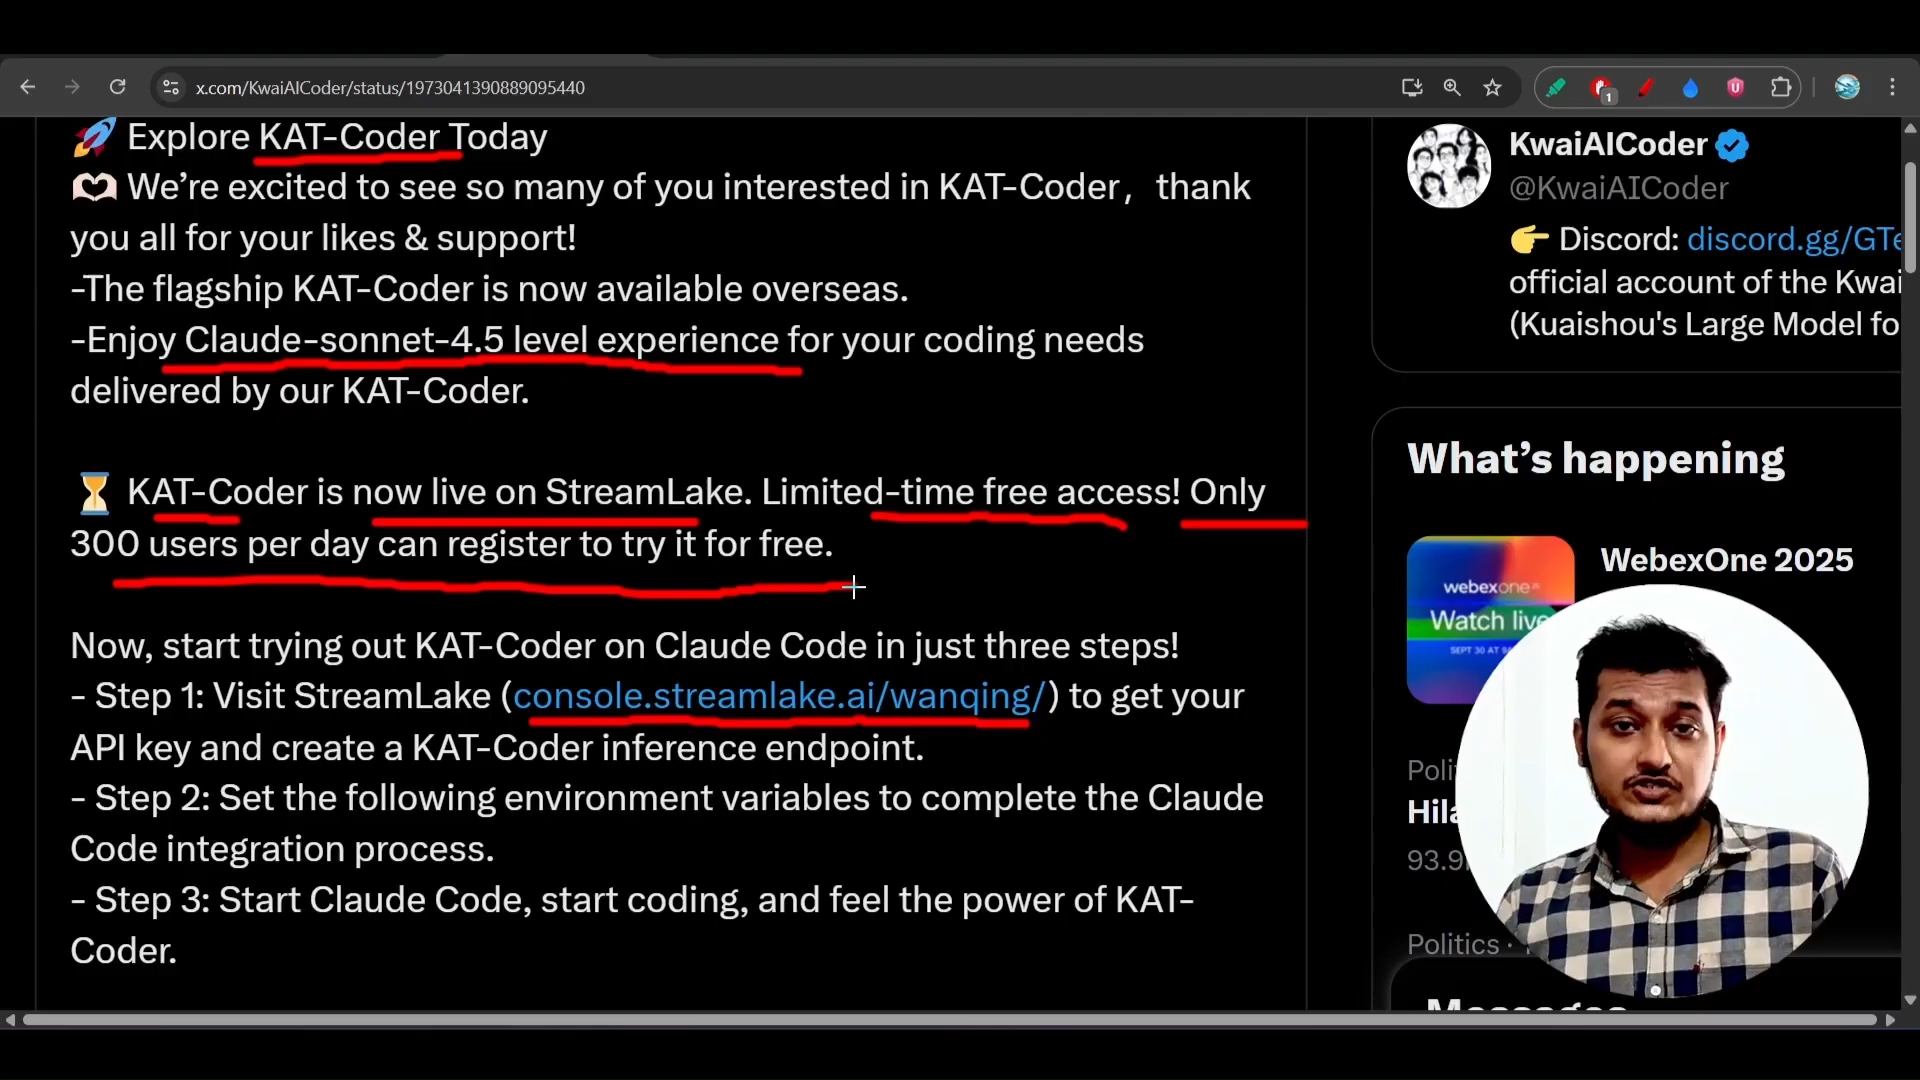 x.com/KwaiAICoder/status/1973041390889095440
1
🚀 Explore KAT-Coder Today
🫶🏻 We’re excited to see so many of you interested in KAT-Coder， thank
you all for your likes & support!
-The flagship KAT-Coder is now available overseas.
-Enjoy Claude-sonnet-4.5 level experience for your coding needs
delivered by our KAT-Coder.
⏳ KAT-Coder is now live on StreamLake. Limited-time free access! Only
300 users per day can register to try it for free.
Now, start trying out KAT-Coder on Claude Code in just three steps!
- Step 1: Visit StreamLake (console.streamlake.ai/wanqing/) to get your
API key and create a KAT-Coder inference endpoint.
- Step 2: Set the following environment variables to complete the Claude
Code integration process.
- Step 3: Start Claude Code, start coding, and feel the power of KAT-
Coder.
KwaiAICoder
@KwaiAICoder
👉 Discord: discord.gg/GTe
official account of the Kwai
(Kuaishou's Large Model fo
What’s happening
webexone
Watch live
WebexOne 2025
Politics ·
Messages